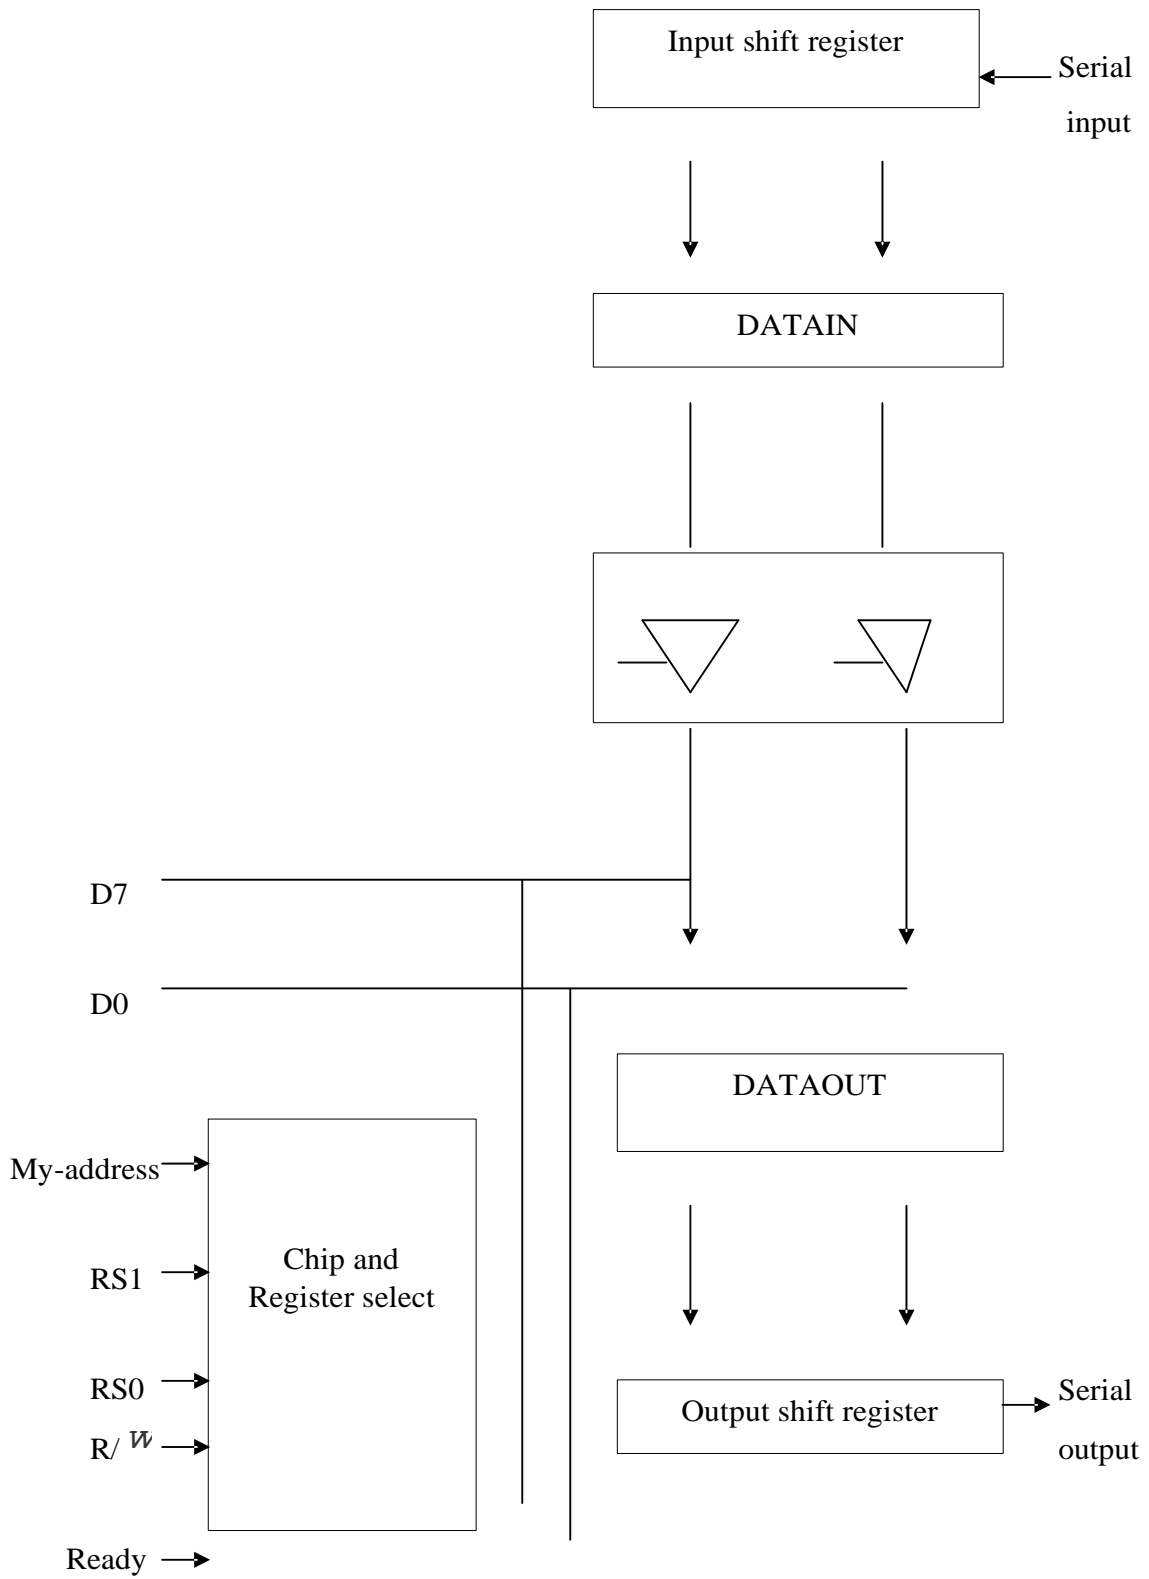 Input shift register
Serial
input
DATAIN
D7
D0
DATAOUT
My-address
Chip and
Register select
RS1
RS0
R/ W
Serial
Output shift register
output
Ready